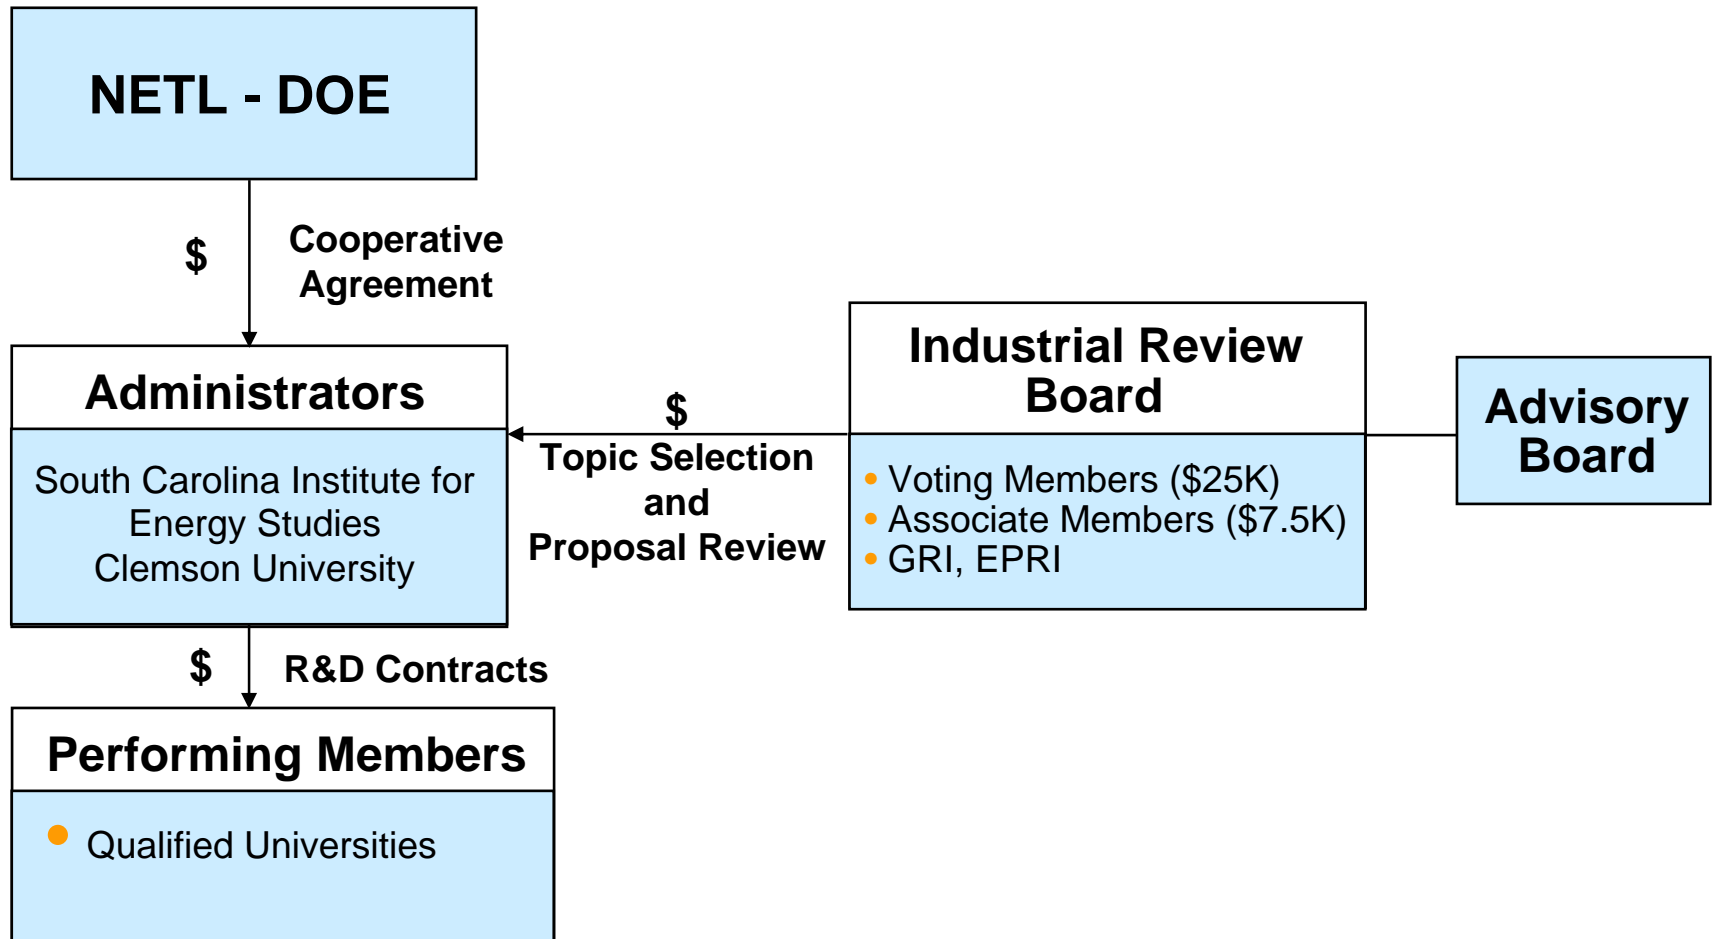 NETL - DOE
$
Cooperative
Agreement
Administrators
South Carolina Institute for
Energy Studies
Clemson University
$
Topic Selection
and
Proposal Review
Industrial Review
Board
• Voting Members ($25K)
• Associate Members ($7.5K)
• GRI, EPRI
Advisory
Board
$
R&D Contracts
Performing Members
• Qualified Universities